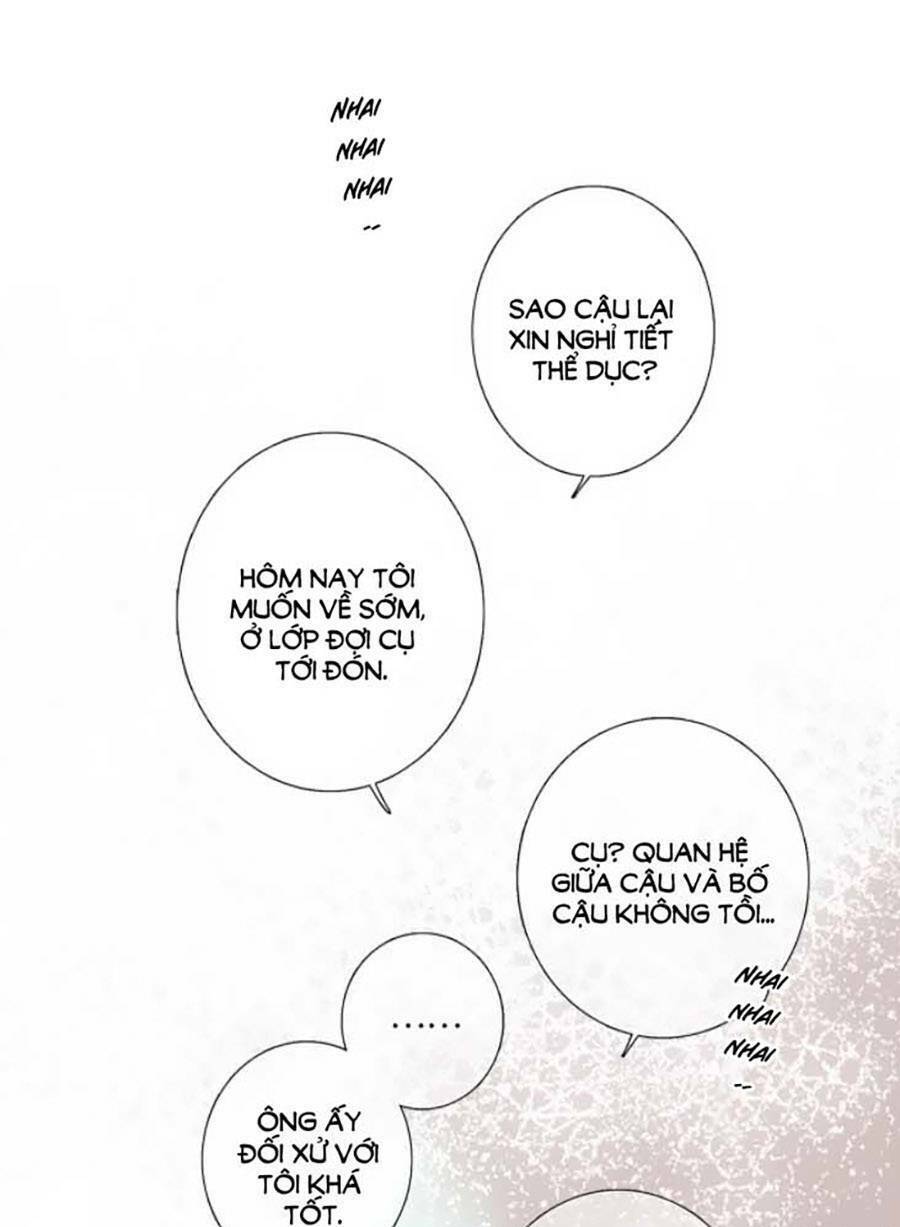 NHAI
NHAI
NHAI
--
SAO CẬU LẠI
XIN NGHỈ TIẾT
THỂ DỤC?
HÔM NAY TÔI
MUỐN VỀ SỚM,
Ở LỚP ĐỢI CỤ
TỚI ĐÓN.
CỤ? QUAN HỆ
GIỮA CẬU VÀ BỐ
CẬU KHÔNG TỒI...
NHAI
NHAI
NHAI
--
......
ÔNG ẤY
ĐỐI XỬ VỚI
TÔI KHÁ
TỐT.